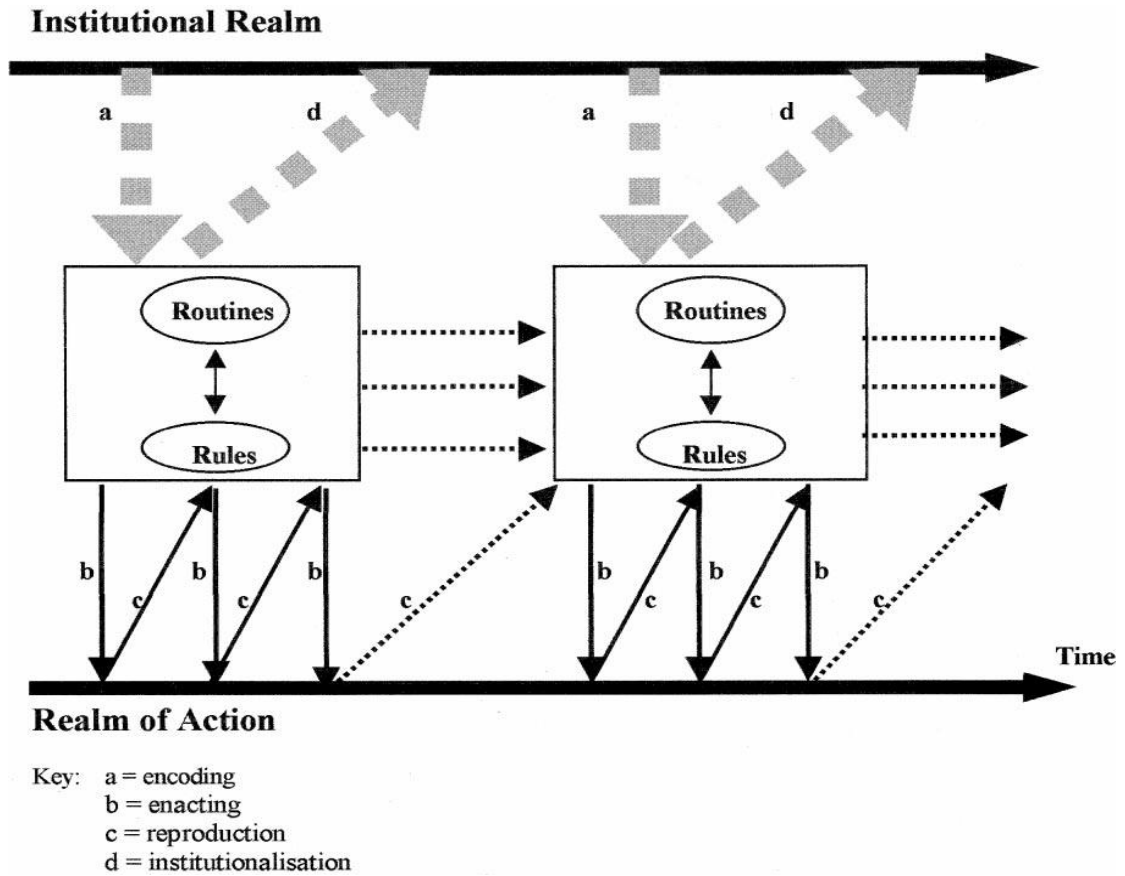 Institutional Realm
a
d
a
d
Routines
Routines
Rules
Rules
b
c
b
c
b
c
b
c
b
c
b
c
Time
Realm of Action
Key: a = encoding
b = enacting
c = reproduction
d = institutionalisation